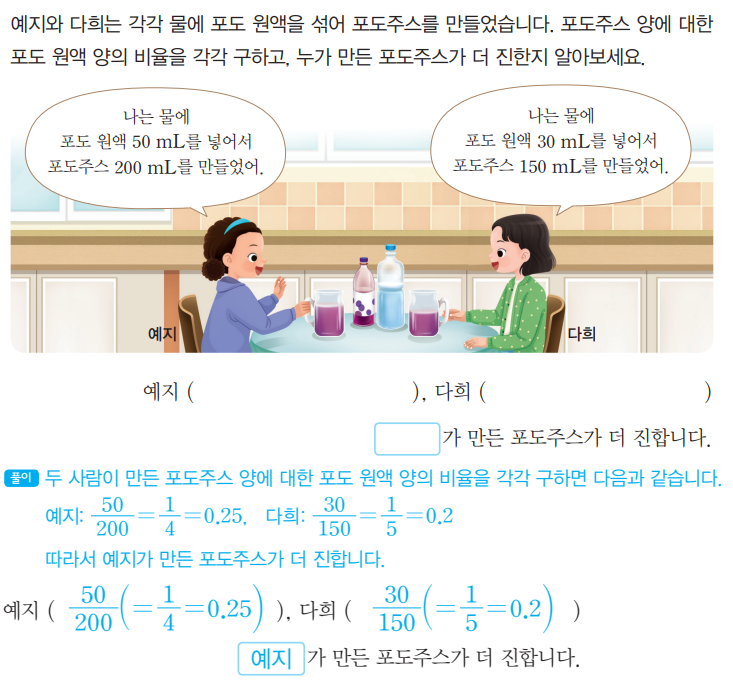 예지와 다희는 각각 물에 포도 원액을 섞어 포도주스를 만들었습니다. 포도주스 양에 대한
포도 원액 양의 비율을 각각 구하고, 누가 만든 포도주스가 더 진한지 알아보세요.
나는 물에
포도 원액 50 mL를 넣어서
포도주스 200 mL를 만들었어.
나는 물에
포도 원액 30 mL를 넣어서
포도주스 150 mL를 만들었어.
예지
다희
예지 ( ), 다희 ( )
가 만든 포도주스가 더 진합니다.
풀이 두 사람이 만든 포도주스 양에 대한 포도 원액 양의 비율을 각각 구하면 다음과 같습니다.
예지: 50/200=1/4=0.25, 다희: 30/150=1/5=0.2
따라서 예지가 만든 포도주스가 더 진합니다.
예지 ( 50/200(=1/4=0.25) ), 다희 ( 30/150(=1/5=0.2) )
예지 가 만든 포도주스가 더 진합니다.